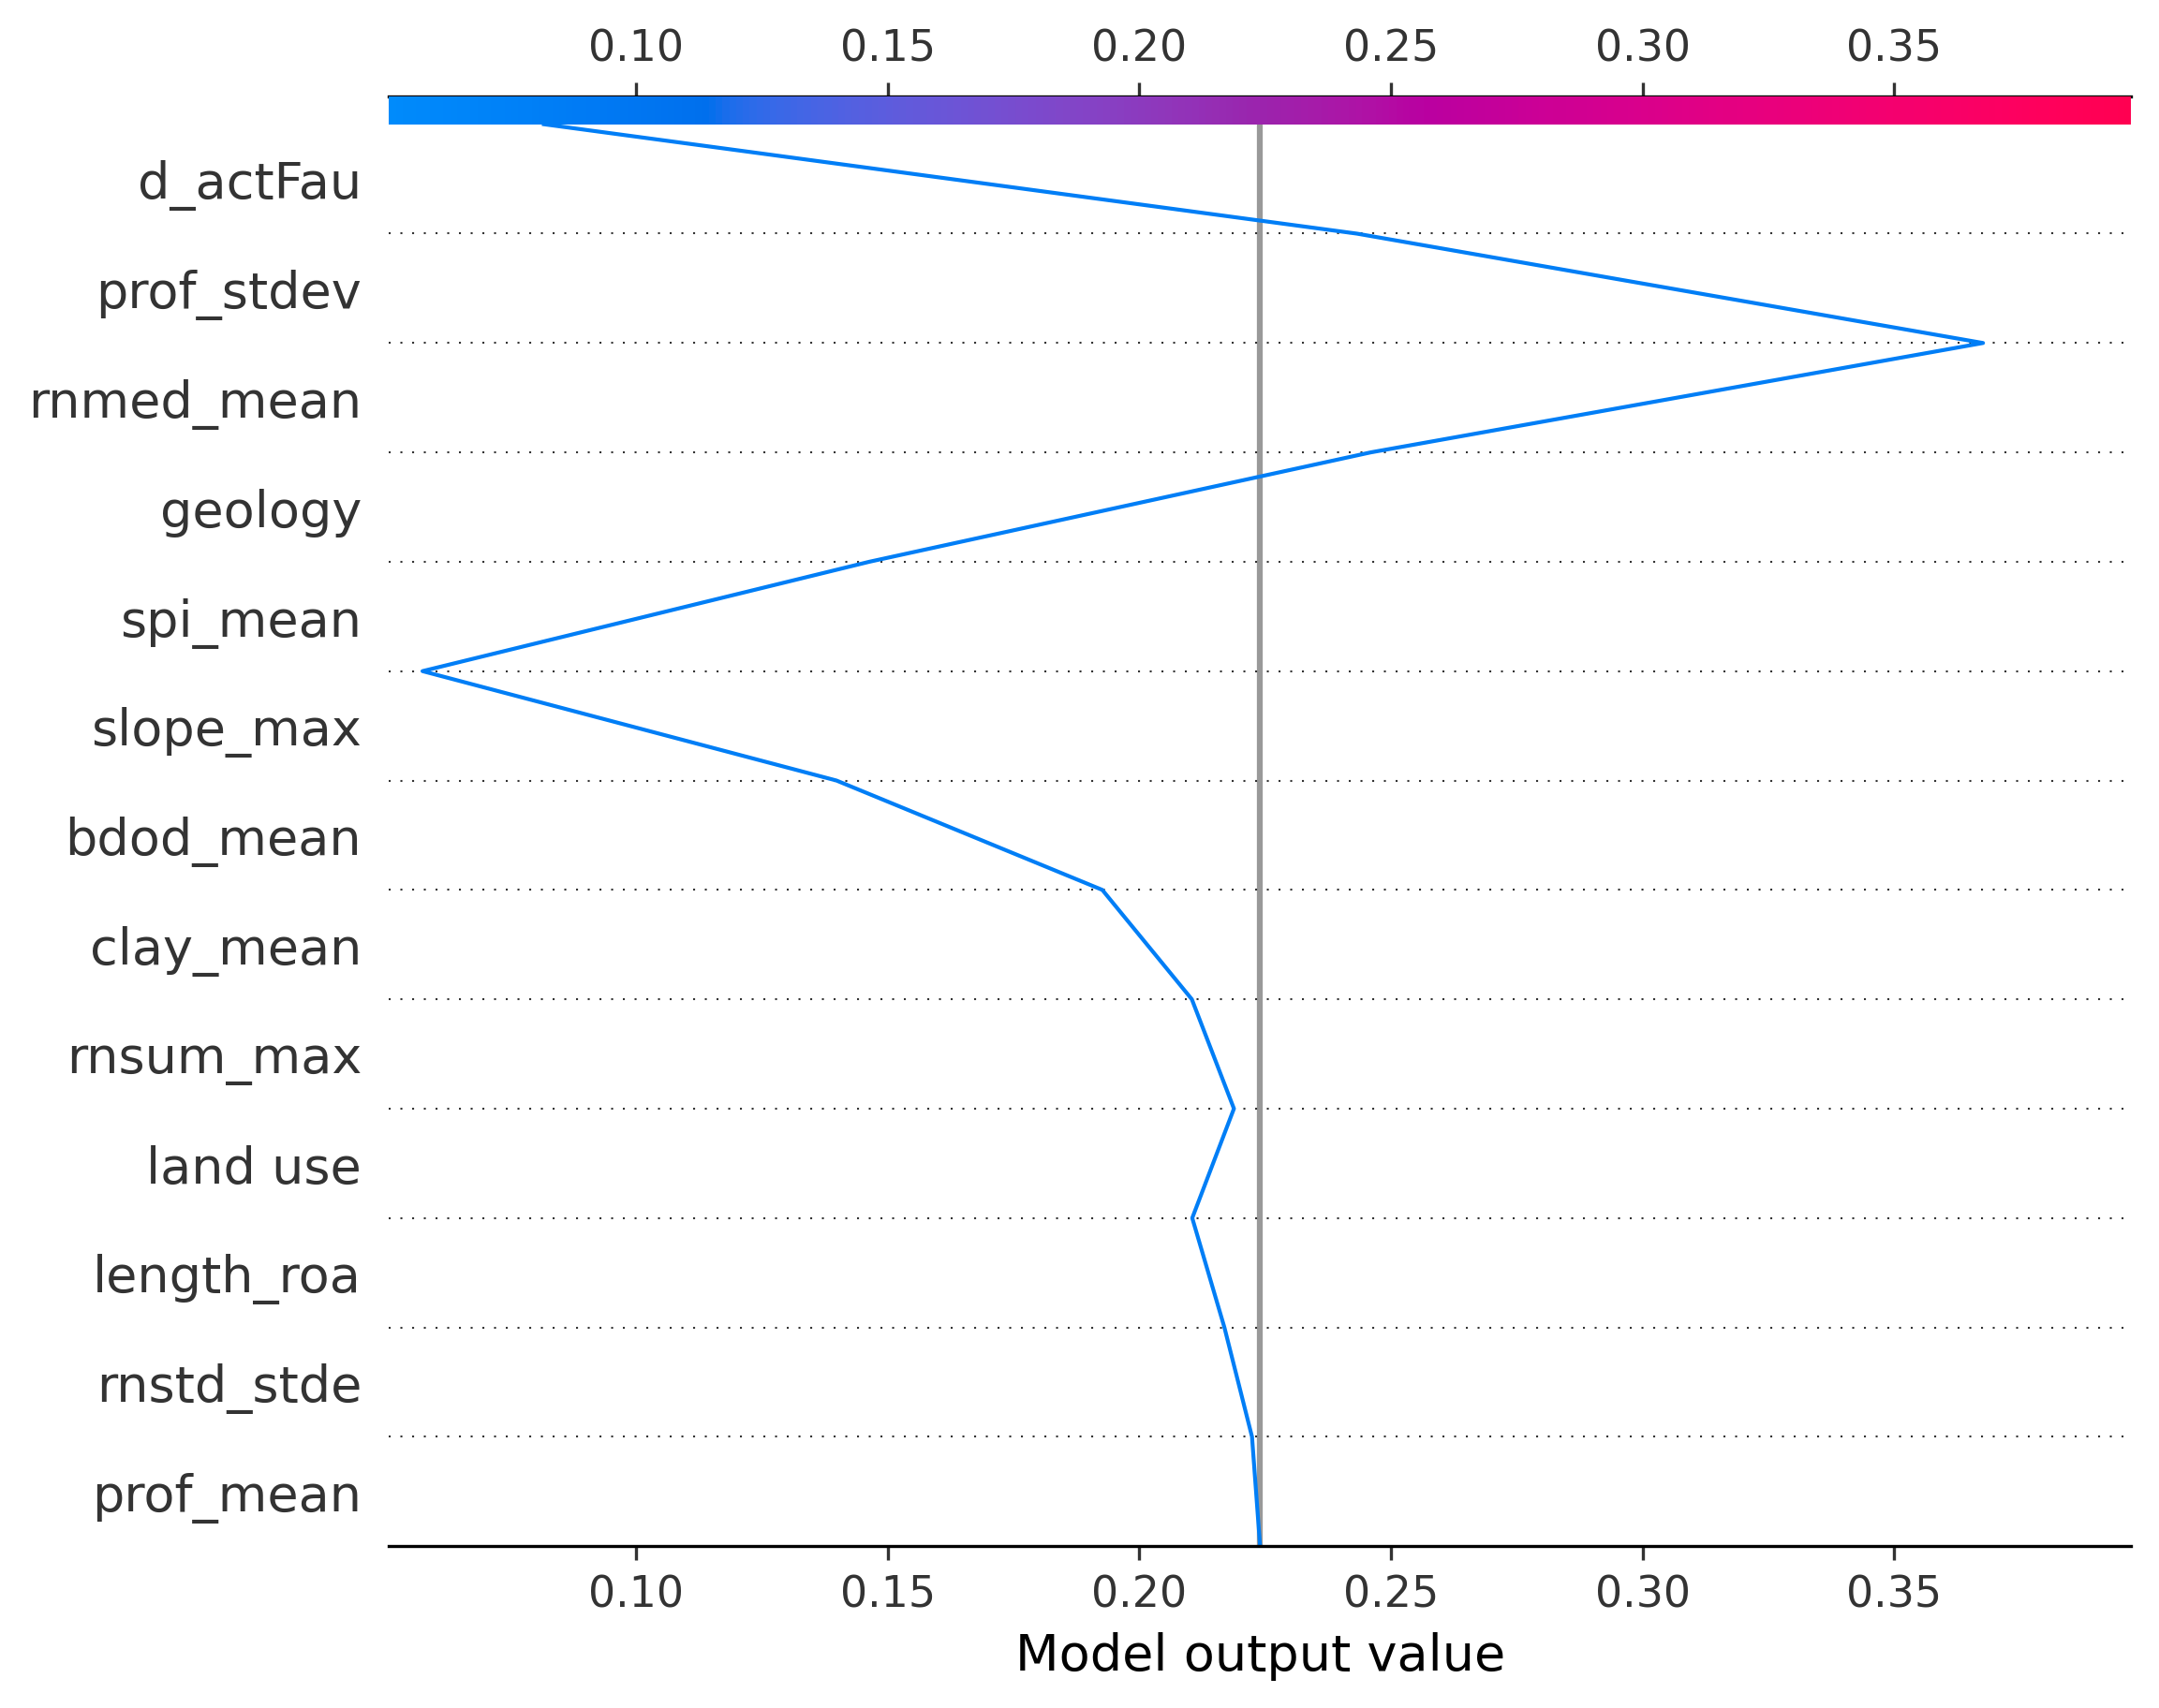 0.10 0.15 0.20 0.25 0.30 0.35
d_actFau
prof_stdev
rnmed_mean
geology
spi_mean
slope_max
bdod_mean
clay_mean
rnsum_max
land use
length_roa
rnstd_stde
prof_mean
0.10 0.15 0.20 0.25 0.30 0.35
Model output value